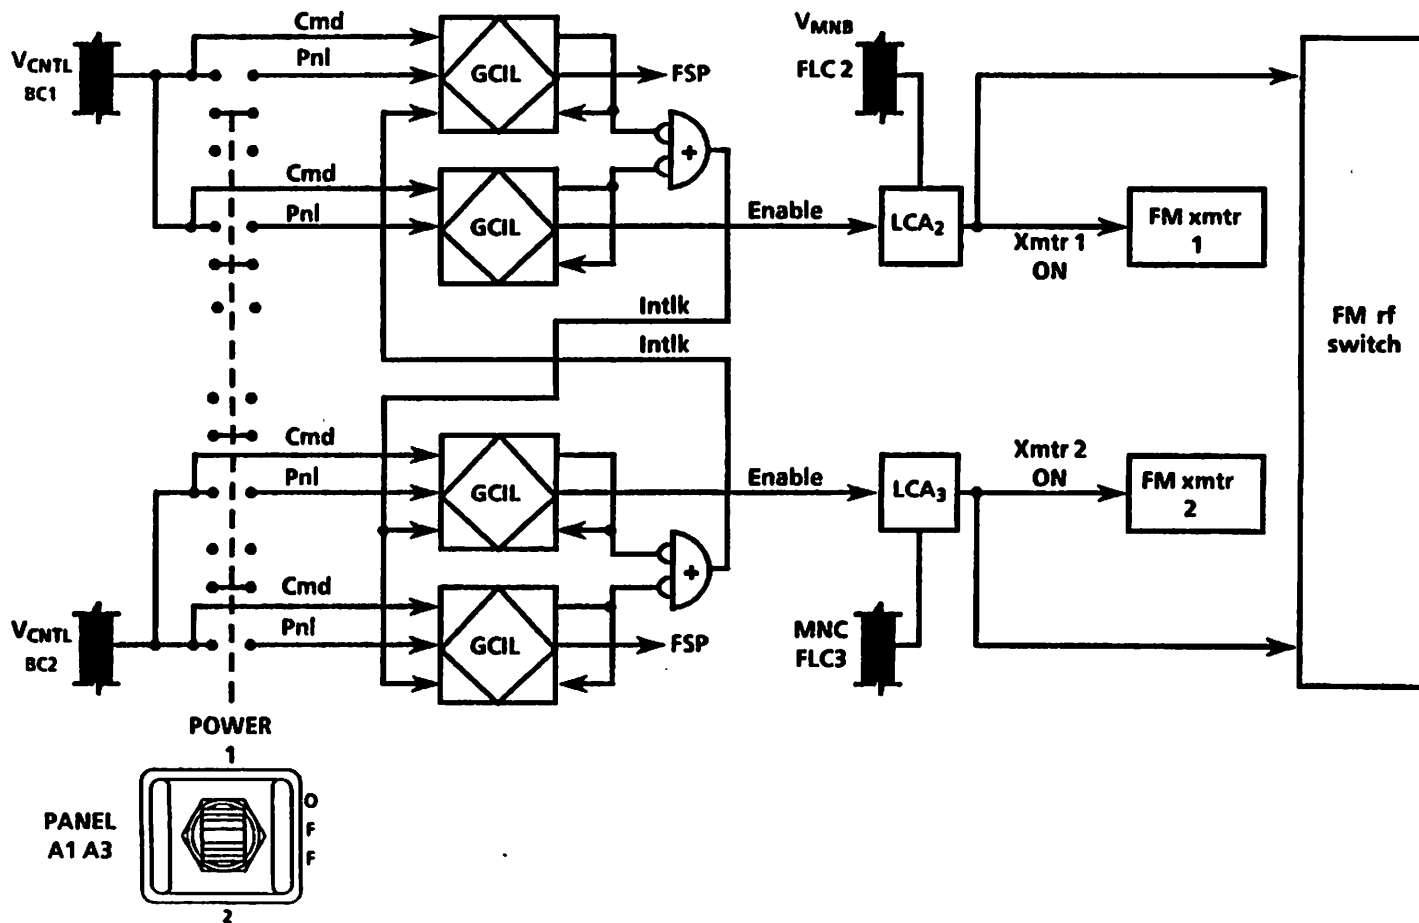 Cmd
VCNTL
BC1
Pnl
GCIL
FSP
VMNB
FLC 2
+
Cmd
Pnl
GCIL
Enable
LCA2
Xmtr 1
ON
FM xmtr
1
Intlk
Intlk
FM rf
switch
Cmd
Pnl
GCIL
Enable
LCA3
Xmtr 2
ON
FM xmtr
2
+
Cmd
VCNTL
BC2
Pnl
GCIL
FSP
MNC
FLC3
POWER
1
PANEL
A1 A3
O
F
F
2